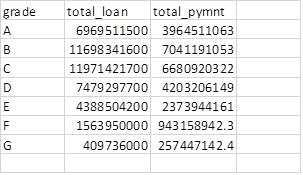 grade total_loan total_pymnt
A 6969511500 3964511063
B 11698341600 7041191053
C 11971421700 6680920322
D 7479297700 4203206149
E 4388504200 2373944161
F 1563950000 943158942.3
G 409736000 257447142.4